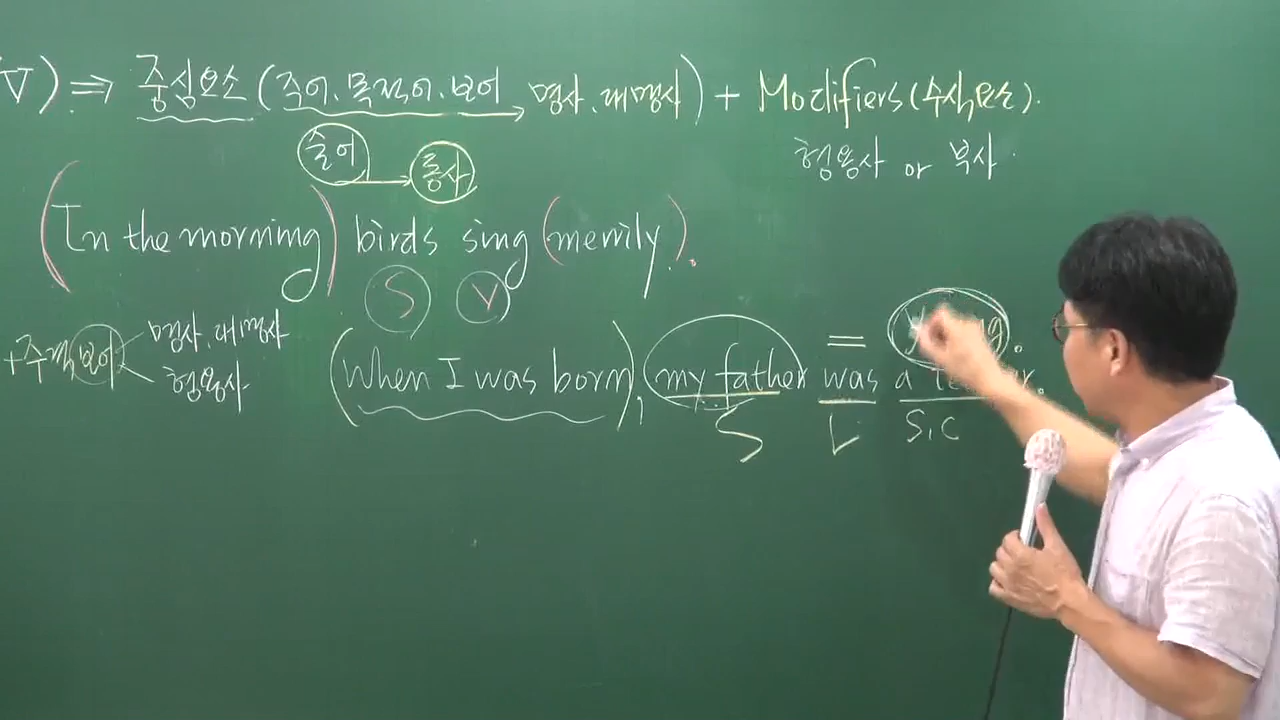 V) ⇒ 중심요소 (주어. 목적어. 보어 → 명사. 대명사) + Modifiers (수식요소).
술어 → 동사
형용사 or 부사.
(In the morning) birds sing (merrily.).
S V
+ 주격보어 명사. 대명사
형용사
= .
(When I was born), my father was a
S S.C